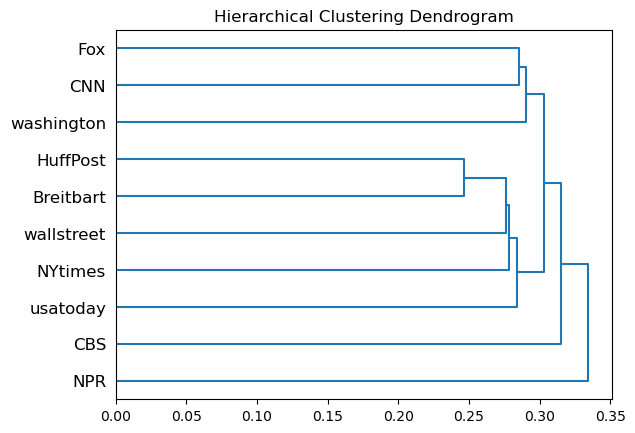 Hierarchical Clustering Dendrogram
Fox
CNN
washington
HuffPost
Breitbart
wallstreet
NYtimes
usatoday
CBS
NPR
0.00 0.05 0.10 0.15 0.20 0.25 0.30 0.35